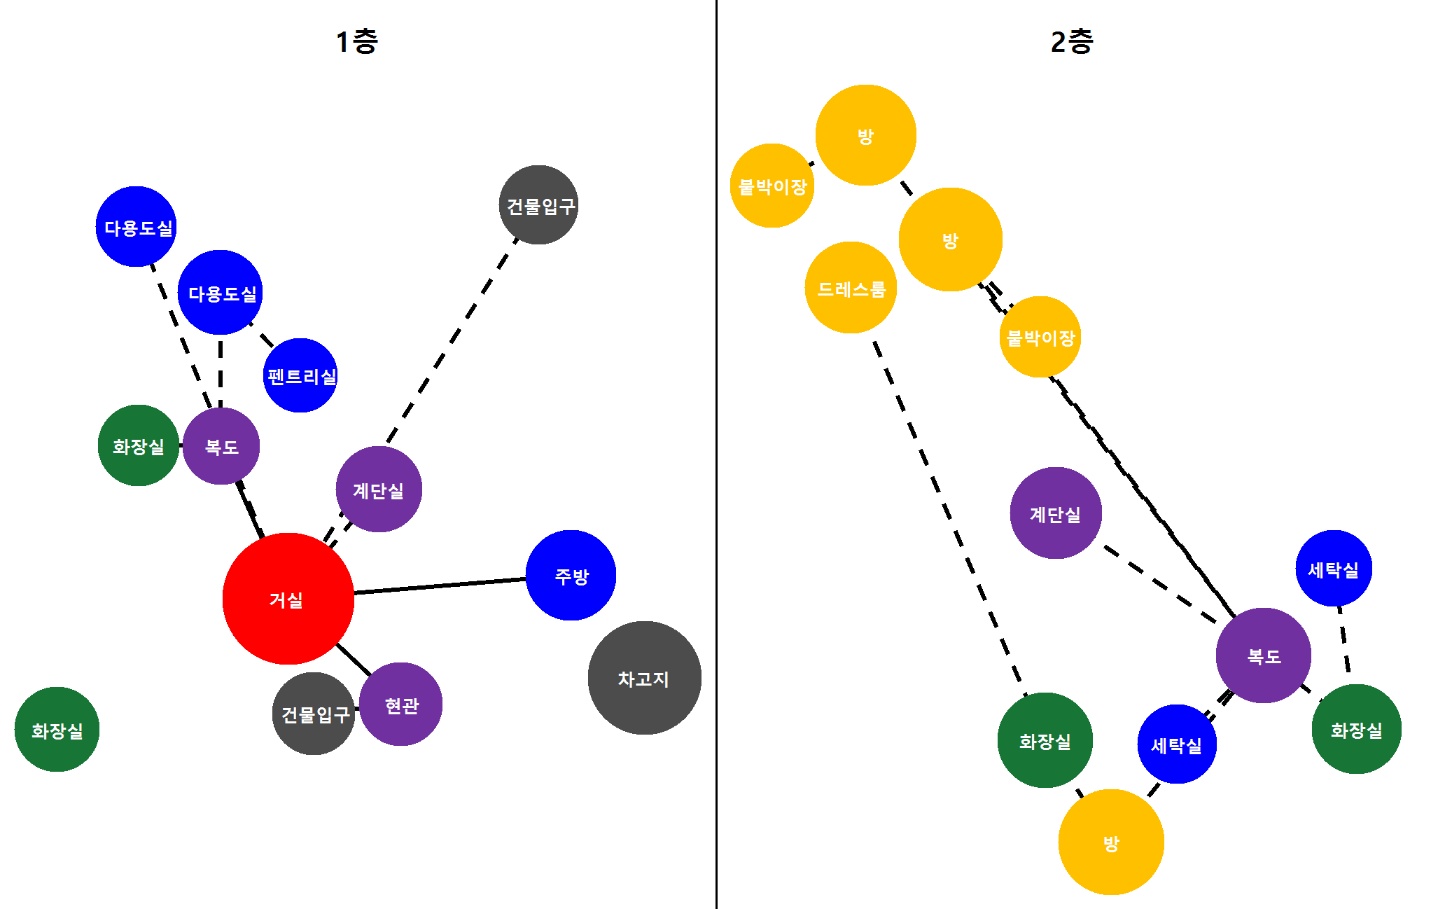 1층
건물입구
다용도실
다용도실
펜트리실
화장실
복도
계단실
주방
거실
차고지
현관
건물입구
화장실
2층
방
붙박이장
방
드레스룸
붙박이장
계단실
세탁실
복도
화장실
세탁실
화장실
방